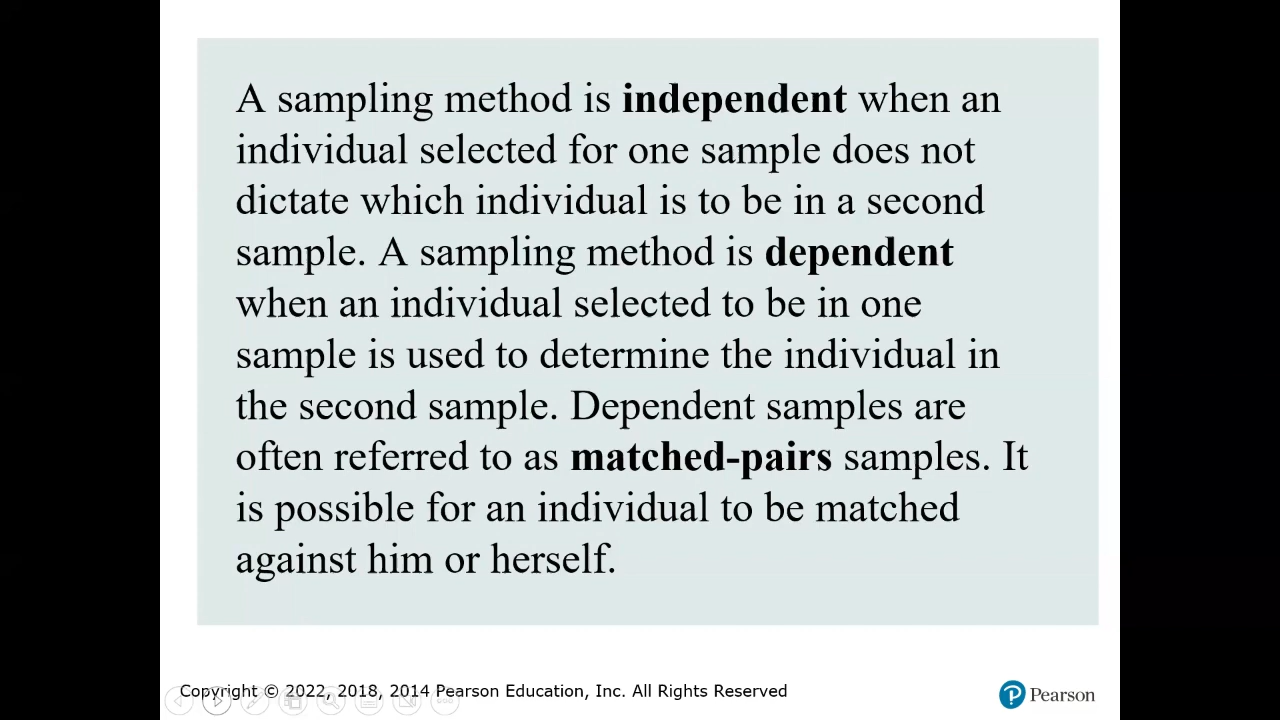 A sampling method is independent when an
individual selected for one sample does not
dictate which individual is to be in a second
sample. A sampling method is dependent
when an individual selected to be in one
sample is used to determine the individual in
the second sample. Dependent samples are
often referred to as matched-pairs samples. It
is possible for an individual to be matched
against him or herself.
Copyright © 2022, 2018, 2014 Pearson Education, Inc. All Rights Reserved
P Pearson